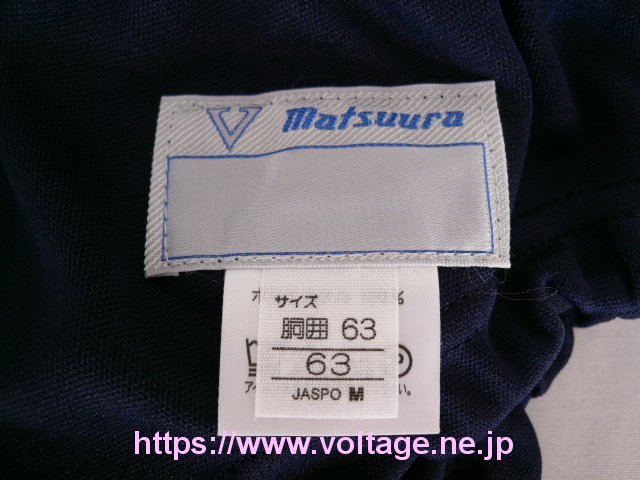 Matsuura
サイズ
胴囲 63
63
JASPO M
https://www.voltage.ne.jp